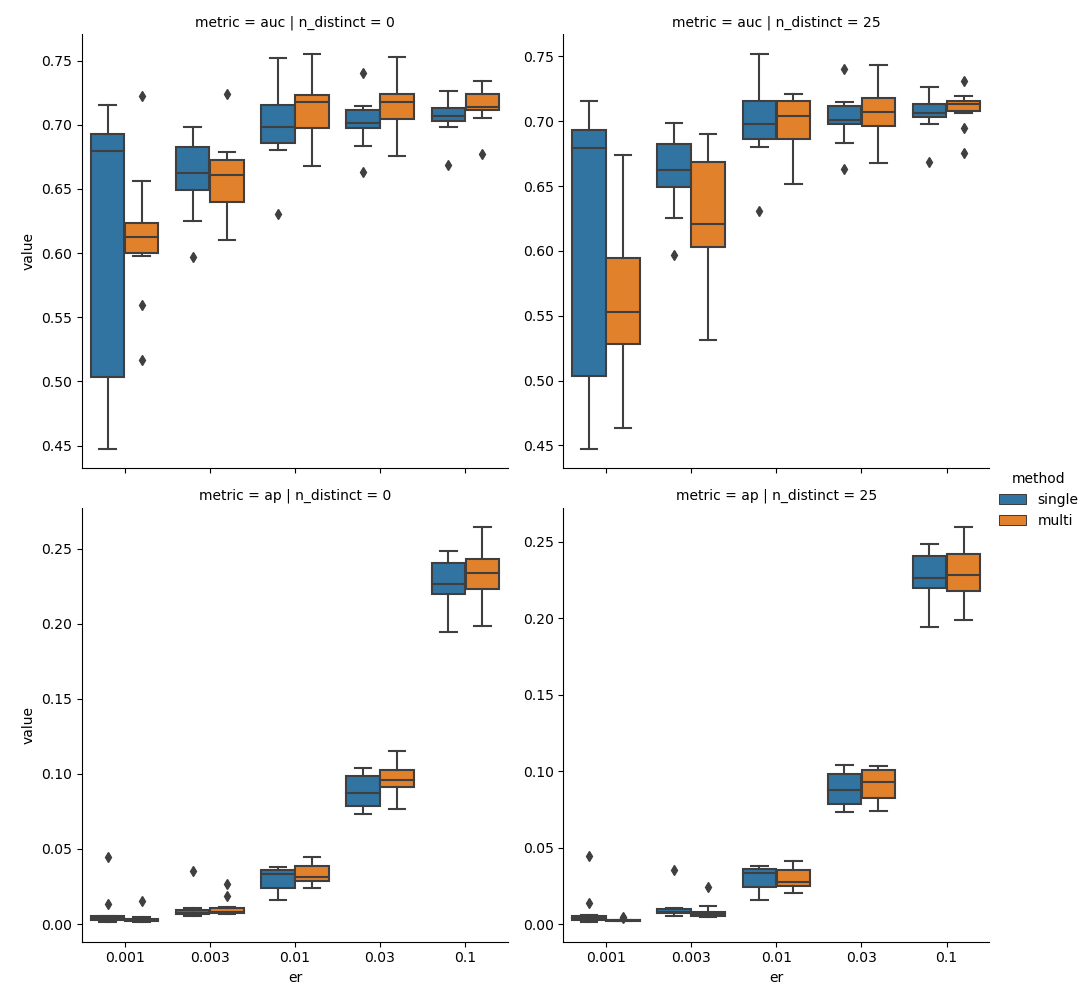 metric = auc | n_distinct = 0
metric = auc | n_distinct = 25
0.75
0.70
0.65
0.60
0.55
0.50
0.45
value
0.75
0.70
0.65
0.60
0.55
0.50
0.45
metric = ap | n_distinct = 0
metric = ap | n_distinct = 25
method
single
multi
0.25
0.20
0.15
0.10
0.05
0.00
value
0.25
0.20
0.15
0.10
0.05
0.00
0.001 0.003 0.01 0.03 0.1
er
0.001 0.003 0.01 0.03 0.1
er